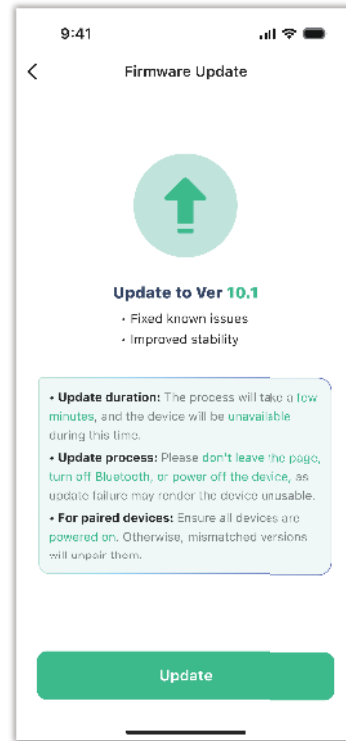 9:41
Firmware Update
Update to Ver 10.1
• Fixed known issues
• Improved stability
• Update duration: The process will take a few
minutes, and the device will be unavailable
during this time.
• Update process: Please don't leave the page,
turn off Bluetooth, or power off the device, as
update failure may render the device unusable.
• For paired devices: Ensure all devices are
powered on. Otherwise, mismatched versions
will unpair them.
Update